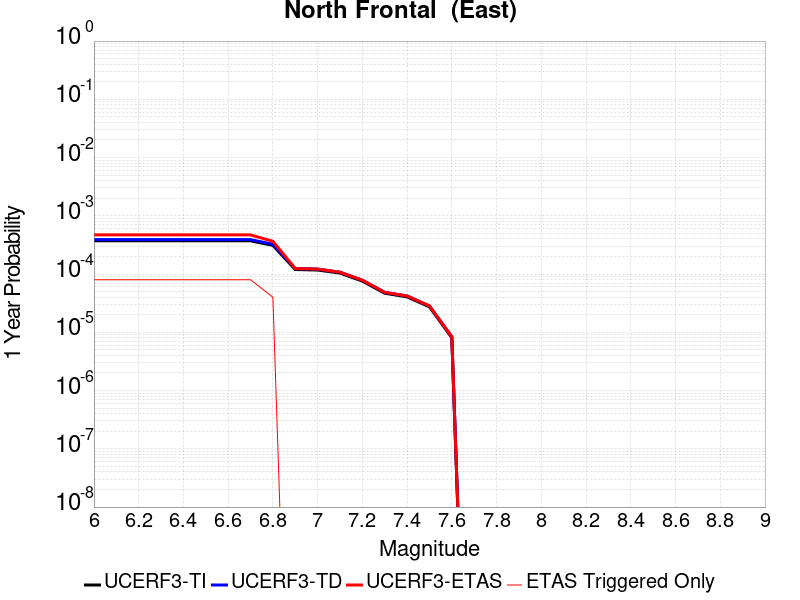 North Frontal  (East)
10^0
10^-1
10^-2
10^-3
10^-4
10^-5
10^-6
10^-7
10^-8
1 Year Probability
6 6.2 6.4 6.6 6.8 7 7.2 7.4 7.6 7.8 8 8.2 8.4 8.6 8.8 9
Magnitude
UCERF3-TI UCERF3-TD UCERF3-ETAS ETAS Triggered Only